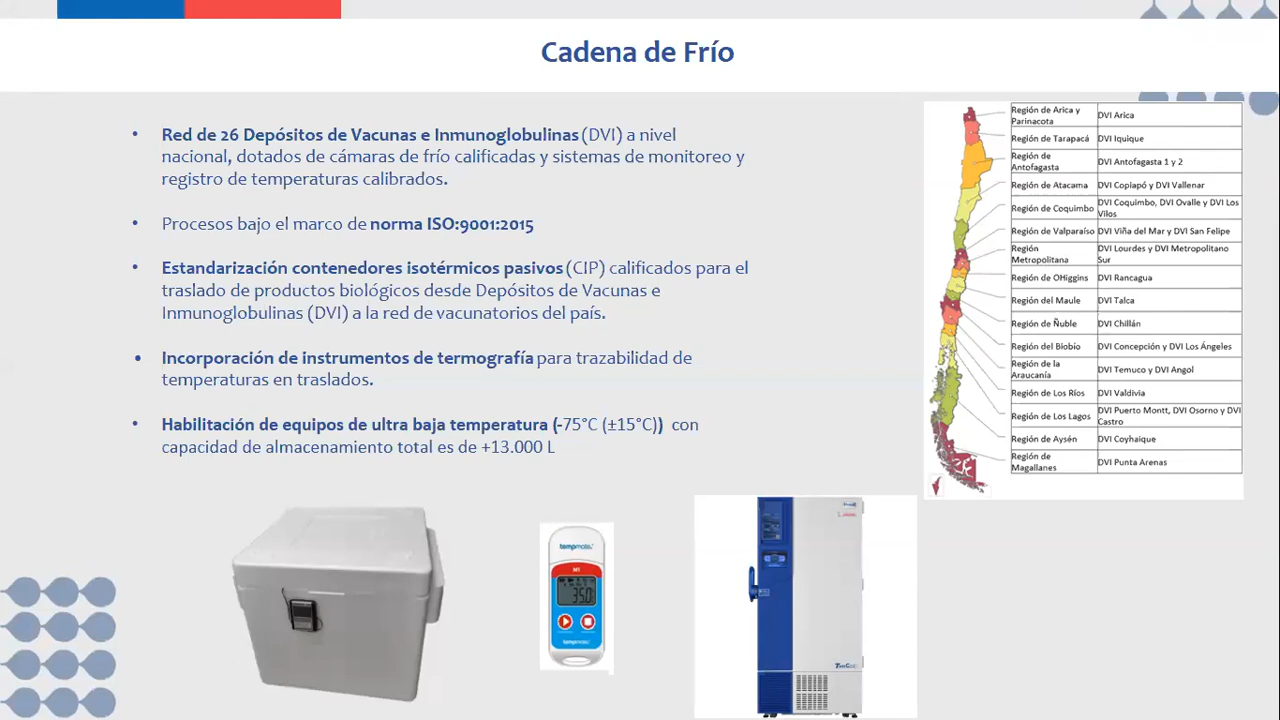 Cadena de Frío
• Red de 26 Depósitos de Vacunas e Inmunoglobulinas (DVI) a nivel
nacional, dotados de cámaras de frío calificadas y sistemas de monitoreo y
registro de temperaturas calibrados.
• Procesos bajo el marco de norma ISO:9001:2015
• Estandarización contenedores isotérmicos pasivos (CIP) calificados para el
traslado de productos biológicos desde Depósitos de Vacunas e
Inmunoglobulinas (DVI) a la red de vacunatorios del país.
• Incorporación de instrumentos de termografía para trazabilidad de
temperaturas en traslados.
• Habilitación de equipos de ultra baja temperatura (-75°C (±15°C)) con
capacidad de almacenamiento total es de +13.000 L
Región de Arica y
Parinacota
DVI Arica
Región de Tarapacá
DVI Iquique
Región de
Antofagasta
DVI Antofagasta 1 y 2
Región de Atacama
DVI Copiapó y DVI Vallenar
Región de Coquimbo
DVI Coquimbo, DVI Ovalle y DVI Los
Vilos
Región de Valparaíso
DVI Viña del Mar y DVI San Felipe
Región
Metropolitana
DVI Lourdes y DVI Metropolitano
Sur
Región de OHiggins
DVI Rancagua
Región del Maule
DVI Talca
Región de Ñuble
DVI Chillán
Región del Biobío
DVI Concepción y DVI Los Ángeles
Región de la
Araucanía
DVI Temuco y DVI Angol
Región de Los Ríos
DVI Valdivia
Región de Los Lagos
DVI Puerto Montt, DVI Osorno y DVI
Castro
Región de Aysén
DVI Coyhaique
Región de
Magallanes
DVI Punta Arenas
tempmate
M1
35.0
tempmate